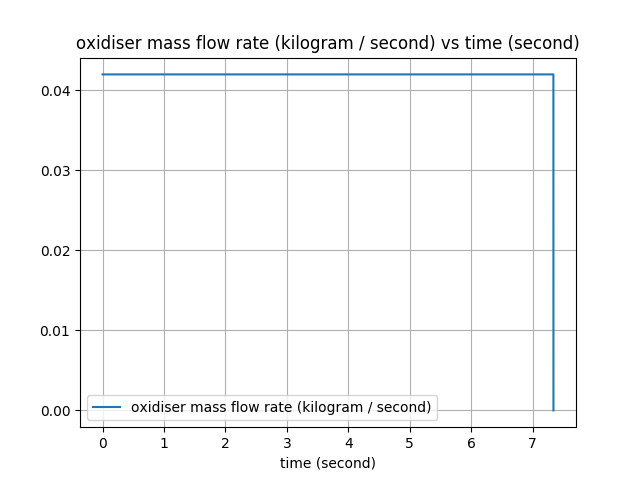 oxidiser mass flow rate (kilogram / second) vs time (second)
0.04
0.03
0.02
0.01
0.00
oxidiser mass flow rate (kilogram / second)
0 1 2 3 4 5 6 7
time (second)